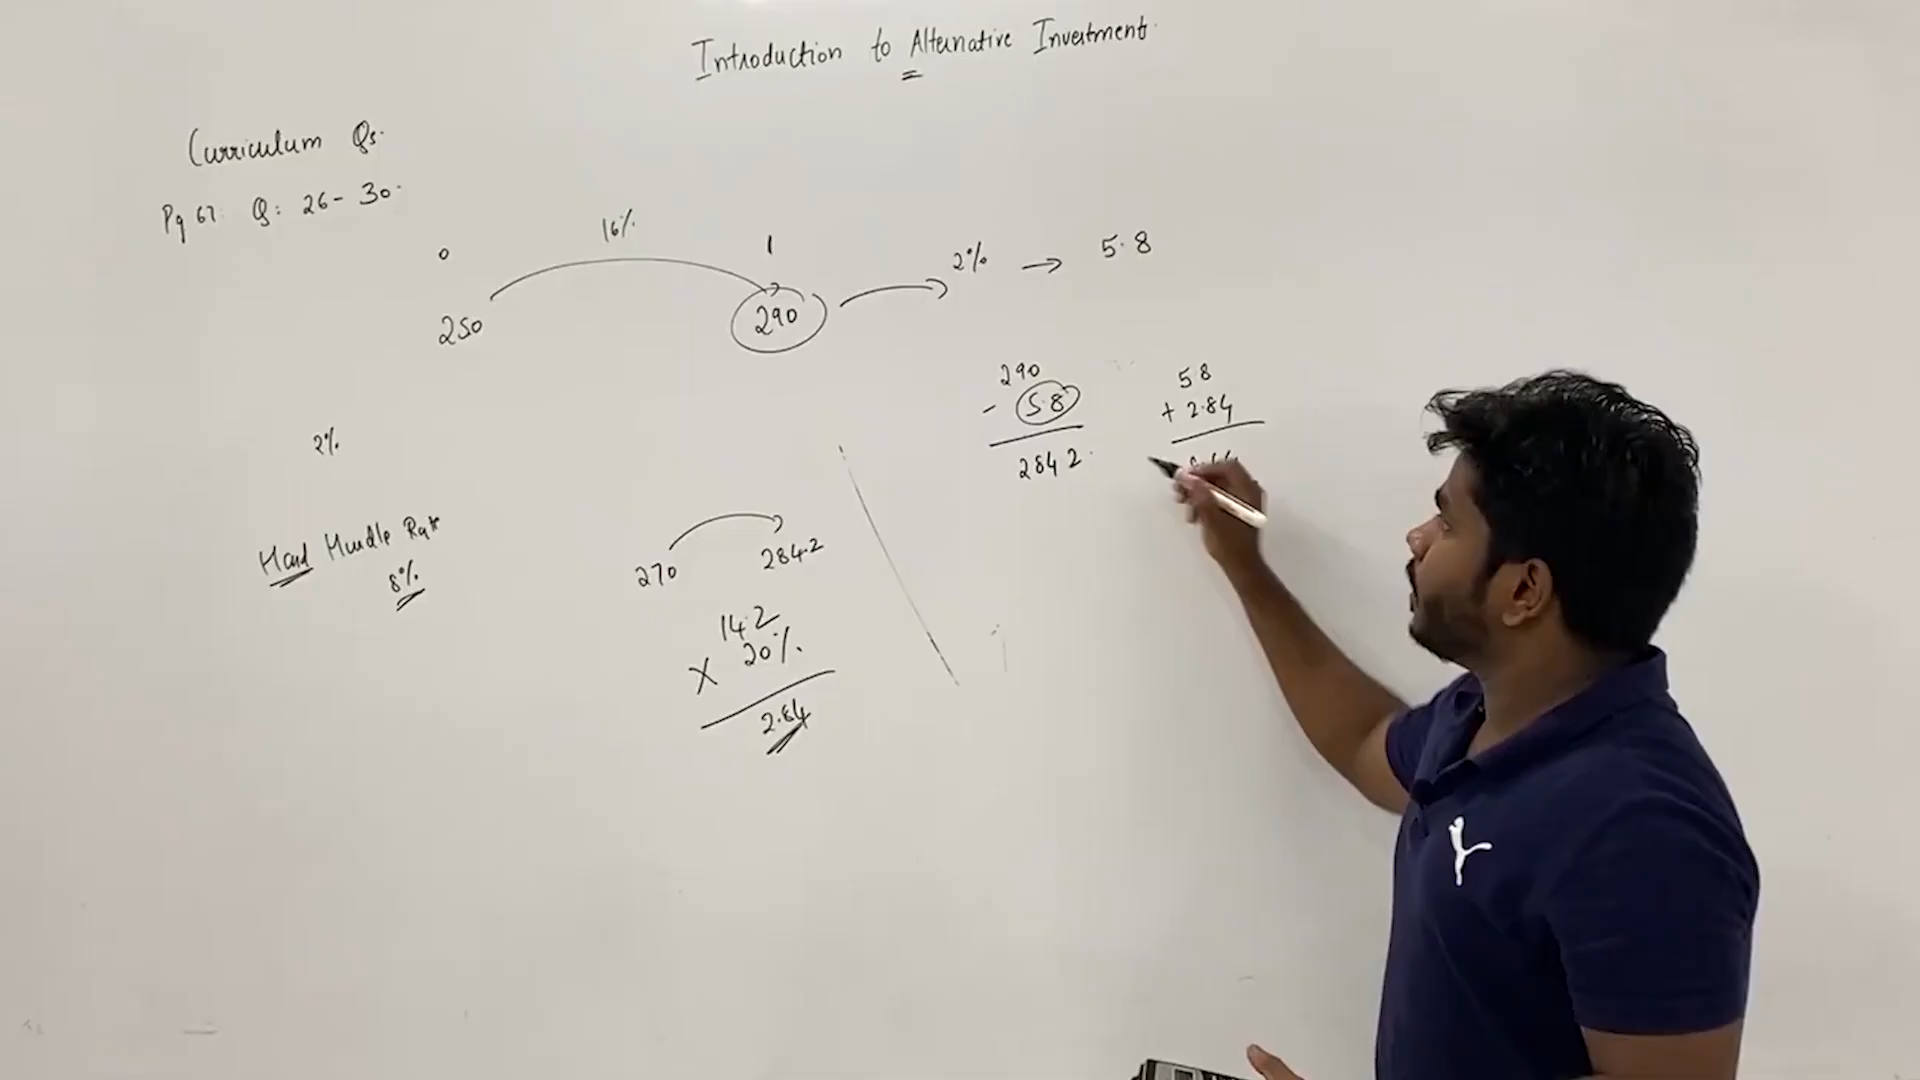 Introduction to Alternative Investment
Curriculum Qs.
Pg 67: Q: 26 - 30.
0 16% 1
250 290 2% → 5.8
290
- 5.8
284.2
5.8
+ 2.84
2%
Hard Hurdle Rate
8%
270 284.2
14.2
X 20%
2.84